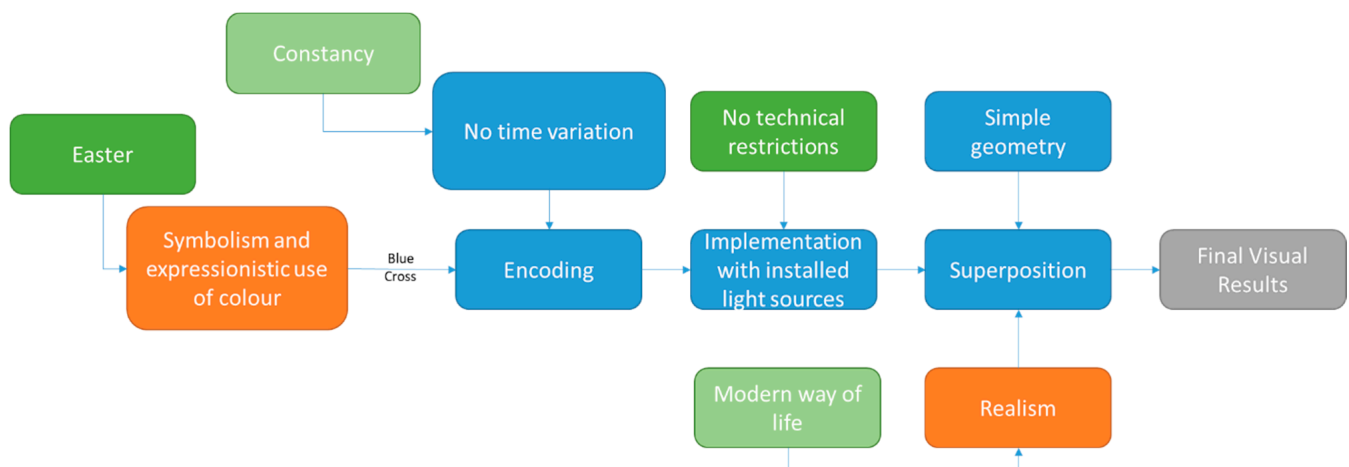 Constancy
No time variation
No technical
restrictions
Simple
geometry
Easter
Symbolism and
expressionistic use
of colour
Blue
Cross
Encoding
Implementation
with installed
light sources
Superposition
Final Visual
Results
Modern way of
life
Realism